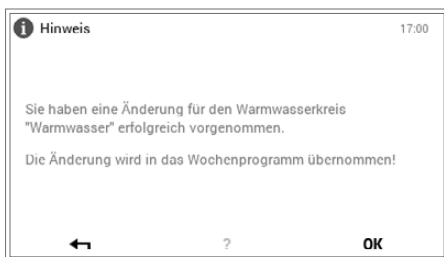 Hinweis 17:00
Sie haben eine Änderung für den Warmwasserkreis
"Warmwasser" erfolgreich vorgenommen.
Die Änderung wird in das Wochenprogramm übernommen!
? OK